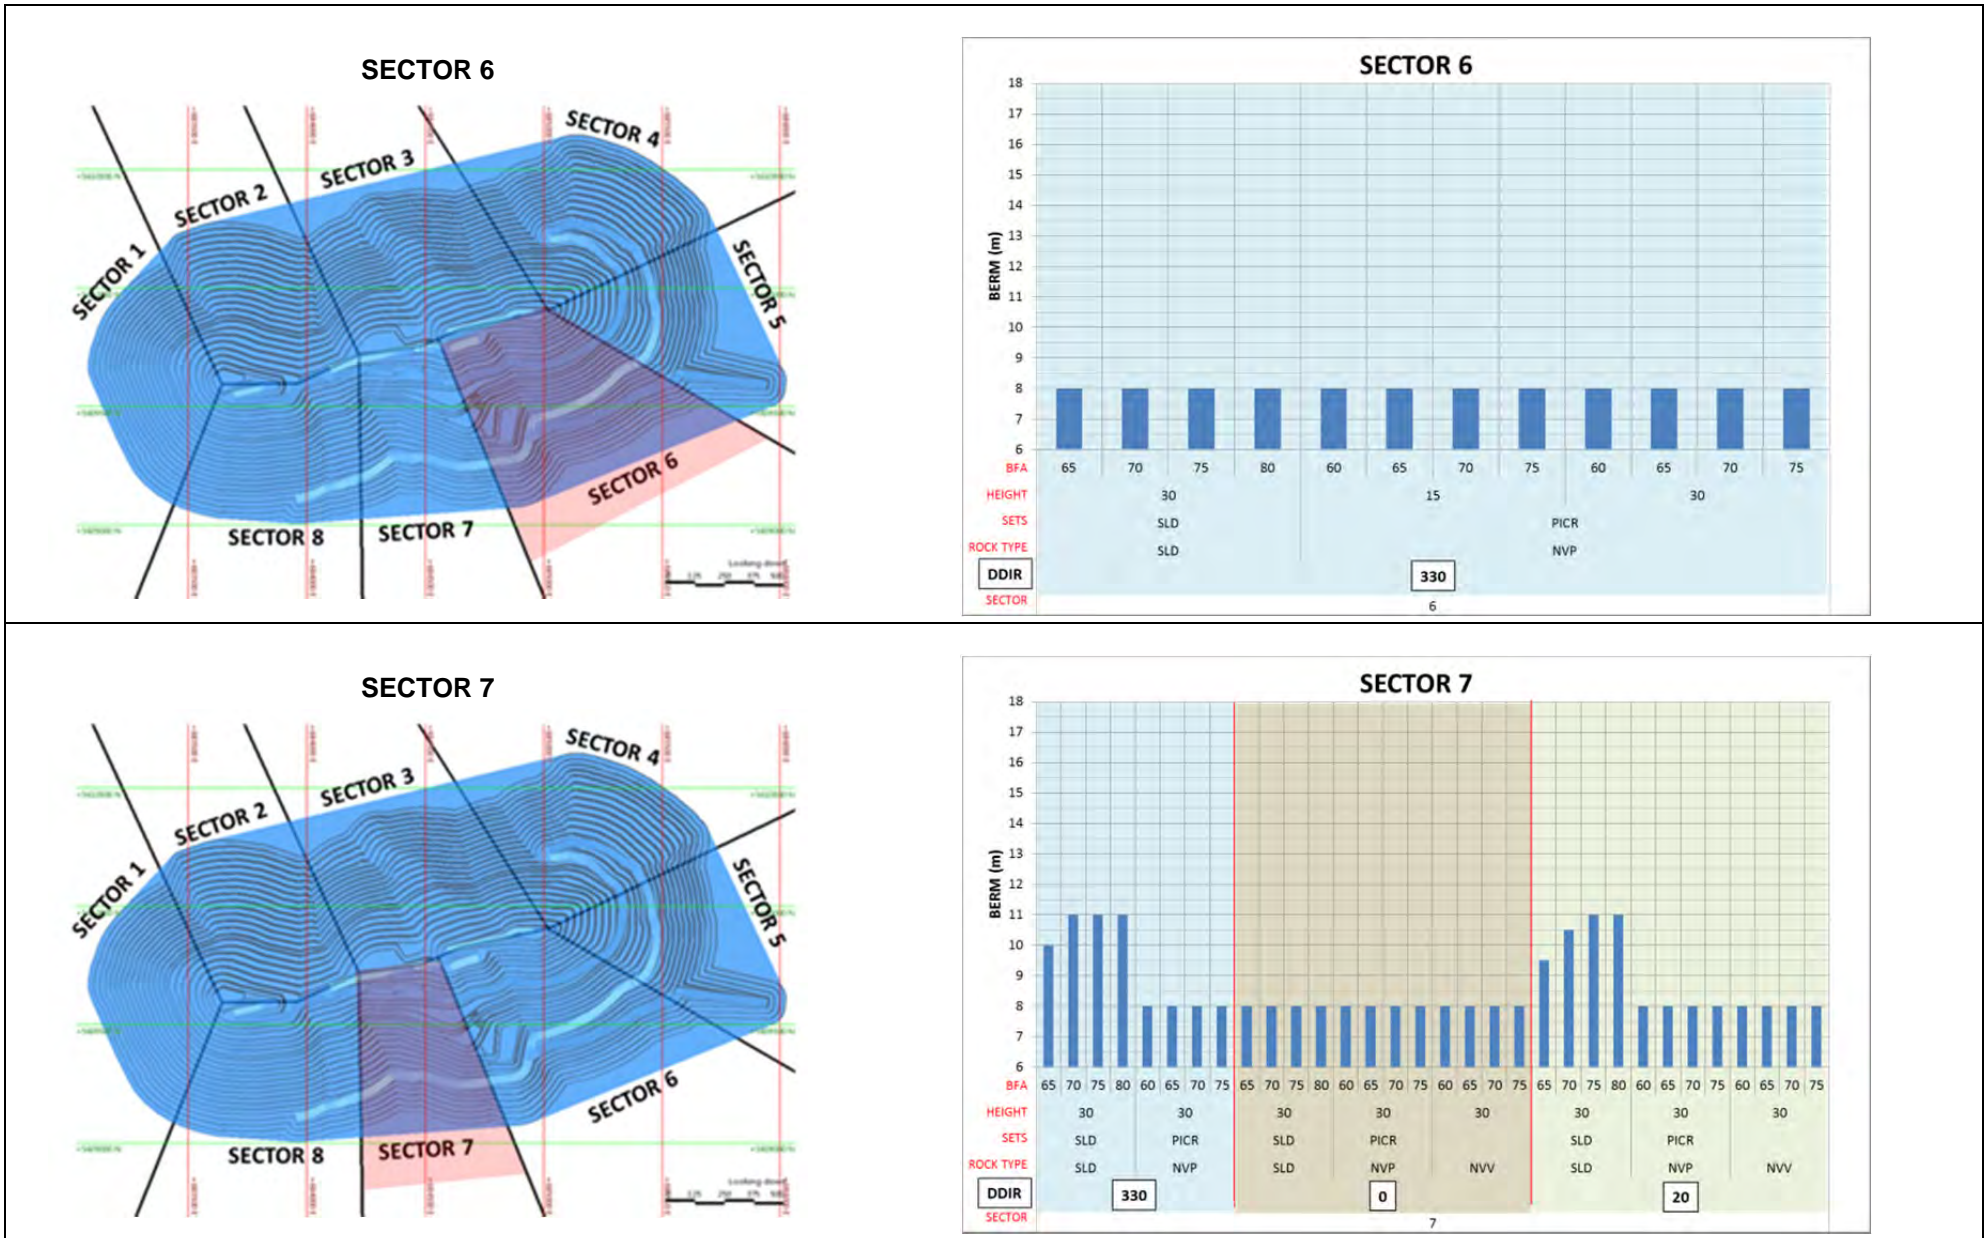 SECTOR 6
SECTOR 4
SECTOR 3
SECTOR 2
SECTOR 1
SECTOR 5
SECTOR 6
SECTOR 7
SECTOR 8
Looking down
SECTOR 6
BERM (m)
18
17
16
15
14
13
12
11
10
9
8
7
6
BFA 65 70 75 80 60 65 70 75 60 65 70 75
HEIGHT 30 15 30
SETS SLD PICR
ROCK TYPE SLD NVP
DDIR 330
SECTOR 6
SECTOR 7
SECTOR 4
SECTOR 3
SECTOR 2
SECTOR 1
SECTOR 5
SECTOR 6
SECTOR 7
SECTOR 8
Looking down
SECTOR 7
BERM (m)
18
17
16
15
14
13
12
11
10
9
8
7
6
BFA 65 70 75 80 60 65 70 75 65 70 75 80 60 65 70 75 60 65 70 75 65 70 75 80 60 65 70 75 60 65 70 75
HEIGHT 30 30 30 30 30 30 30 30
SETS SLD PICR SLD PICR SLD PICR
ROCK TYPE SLD NVP SLD NVP NVV SLD NVP NVV
DDIR 330 0 20
SECTOR 7